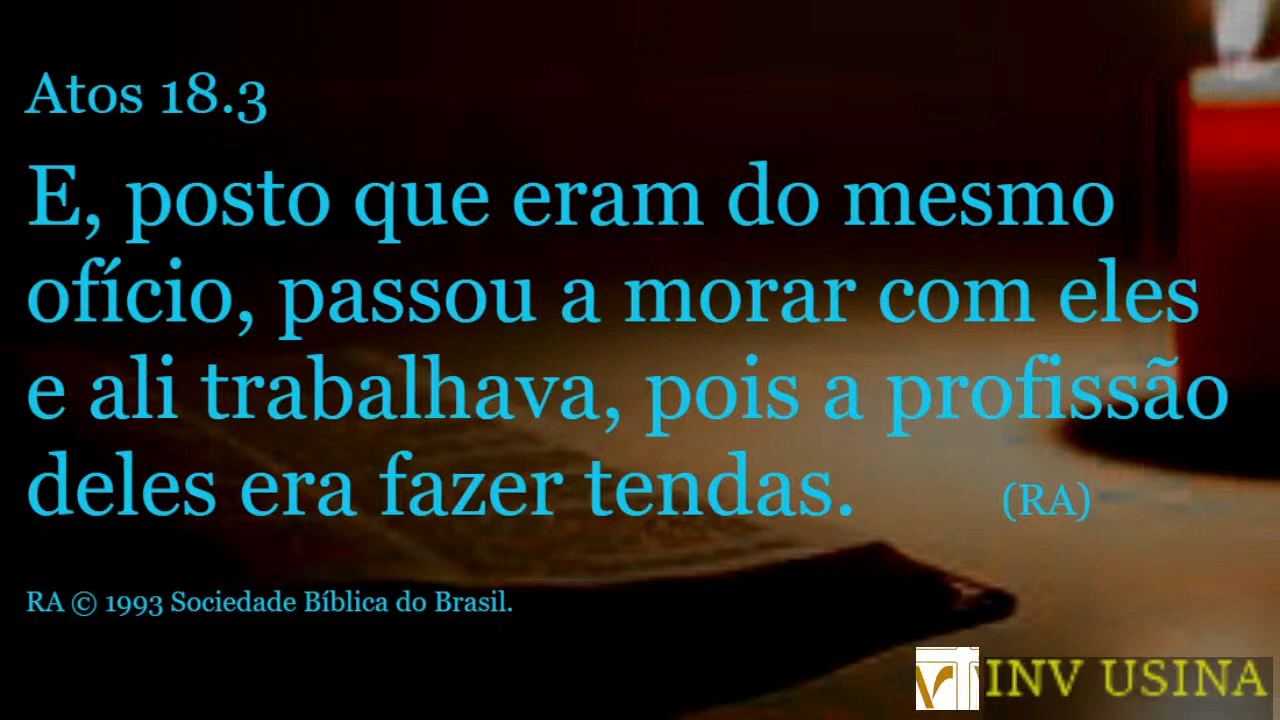 Atos 18.3
E, posto que eram do mesmo
ofício, passou a morar com eles
e ali trabalhava, pois a profissão
deles era fazer tendas. (RA)
RA © 1993 Sociedade Bíblica do Brasil.
INV USINA